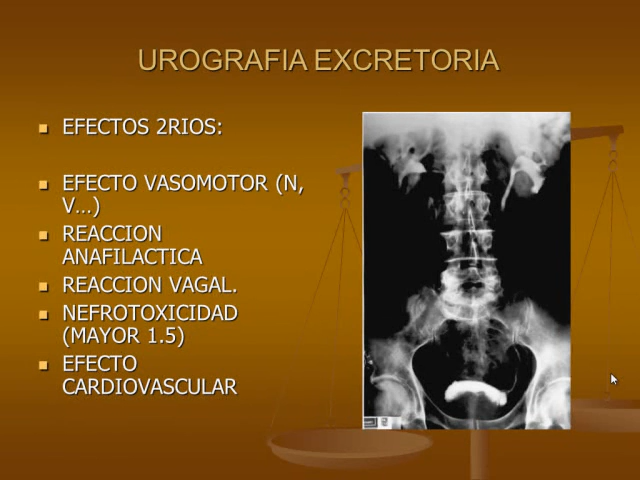 UROGRAFIA EXCRETORIA
EFECTOS 2RIOS:
EFECTO VASOMOTOR (N,
V...)
REACCION
ANAFILACTICA
REACCION VAGAL.
NEFROTOXICIDAD
(MAYOR 1.5)
EFECTO
CARDIOVASCULAR